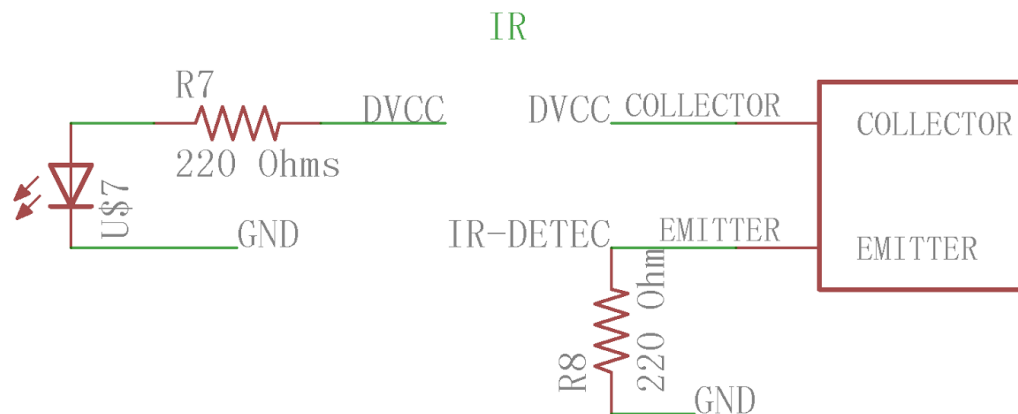 IR
R7
DVCC
220 Ohms
U$7
GND
DVCC
COLLECTOR
COLLECTOR
IR-DETEC
EMITTER
EMITTER
R8
220 Ohm
GND